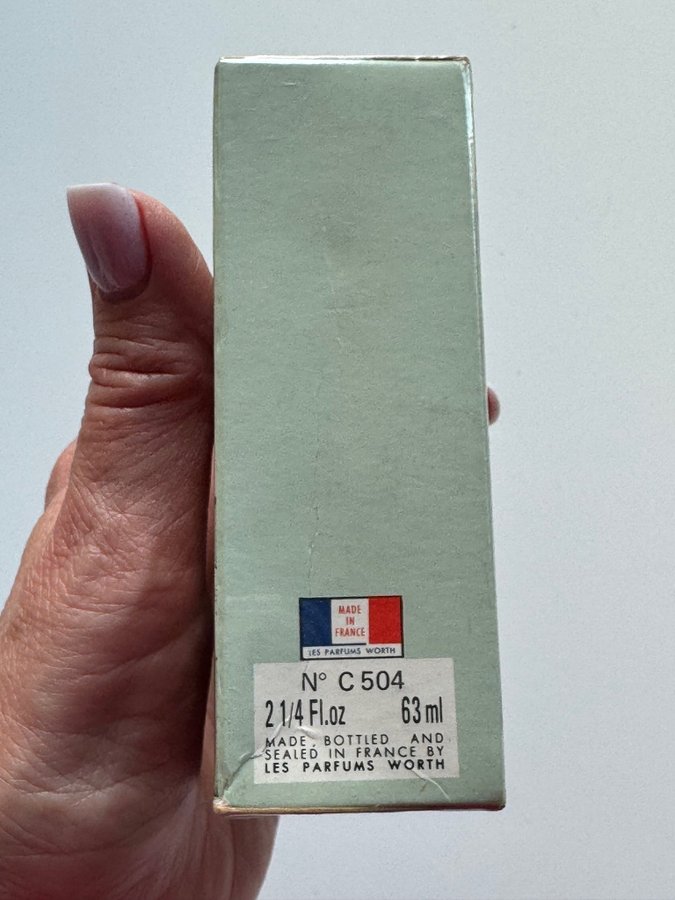 MADE
IN
FRANCE
LES PARFUMS WORTH
N° C 504
2 1/4 Fl.oz 63 ml
MADE, BOTTLED AND
SEALED IN FRANCE BY
LES PARFUMS WORTH